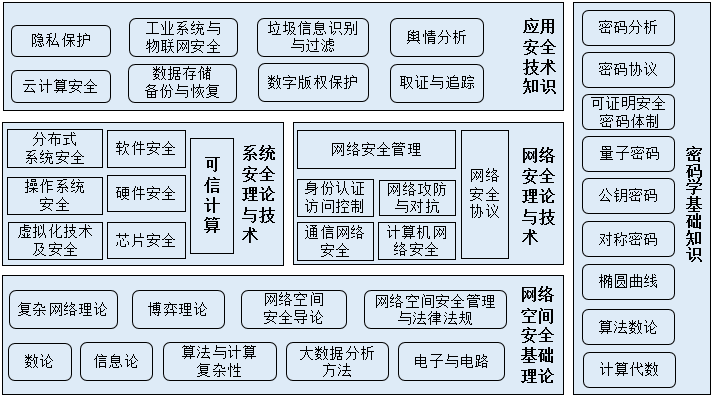 隐私保护
工业系统与
物联网安全
垃圾信息识别
与过滤
舆情分析
云计算安全
数据存储
备份与恢复
数字版权保护
取证与追踪
应用
安全
技术
知识
分布式
系统安全
软件安全
操作系统
安全
硬件安全
虚拟化技术
及安全
芯片安全
可
信
计
算
系统
安全
理论
与技
术
网络安全管理
身份认证
访问控制
网络攻防
与对抗
通信网络
安全
计算机网
络安全
网络
安全
协议
网络
安全
理论
与技
术
复杂网络理论
博弈理论
网络空间
安全导论
网络空间安全管理
与法律法规
数论
信息论
算法与计算
复杂性
大数据分析
方法
电子与电路
网络
空间
安全
基础
理论
密码分析
密码协议
可证明安全
密码体制
量子密码
公钥密码
对称密码
椭圆曲线
算法数论
计算代数
密
码
学
基
础
知
识